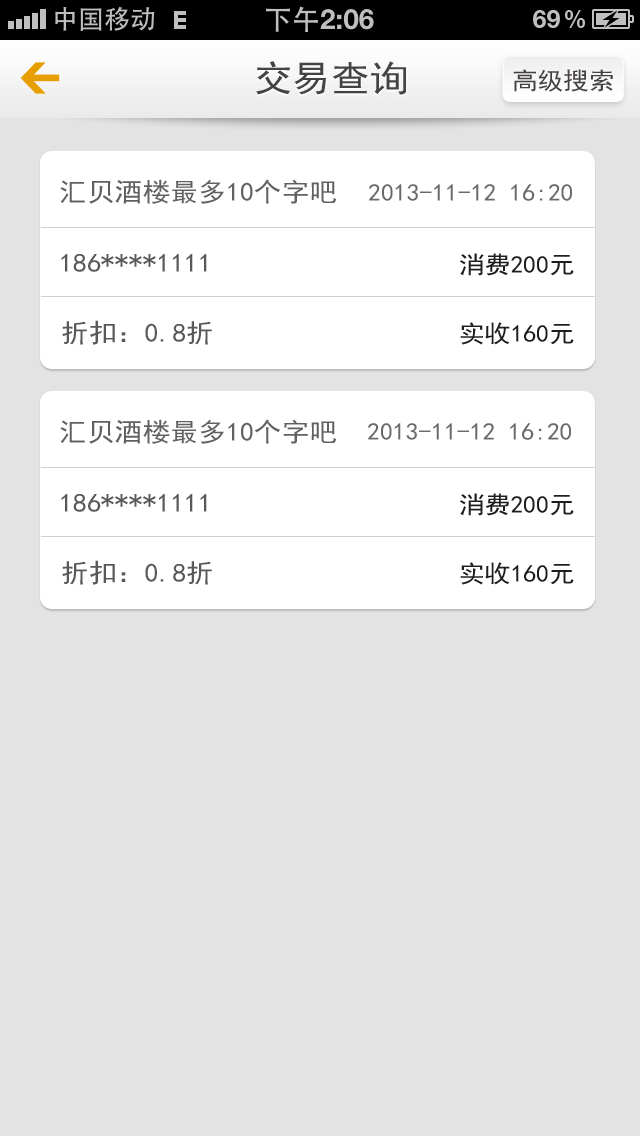 中国移动 E 下午2:06 69%
交易查询 高级搜索
汇贝酒楼最多10个字吧 2013-11-12 16:20
186****1111 消费200元
折扣：0.8折 实收160元
汇贝酒楼最多10个字吧 2013-11-12 16:20
186****1111 消费200元
折扣：0.8折 实收160元